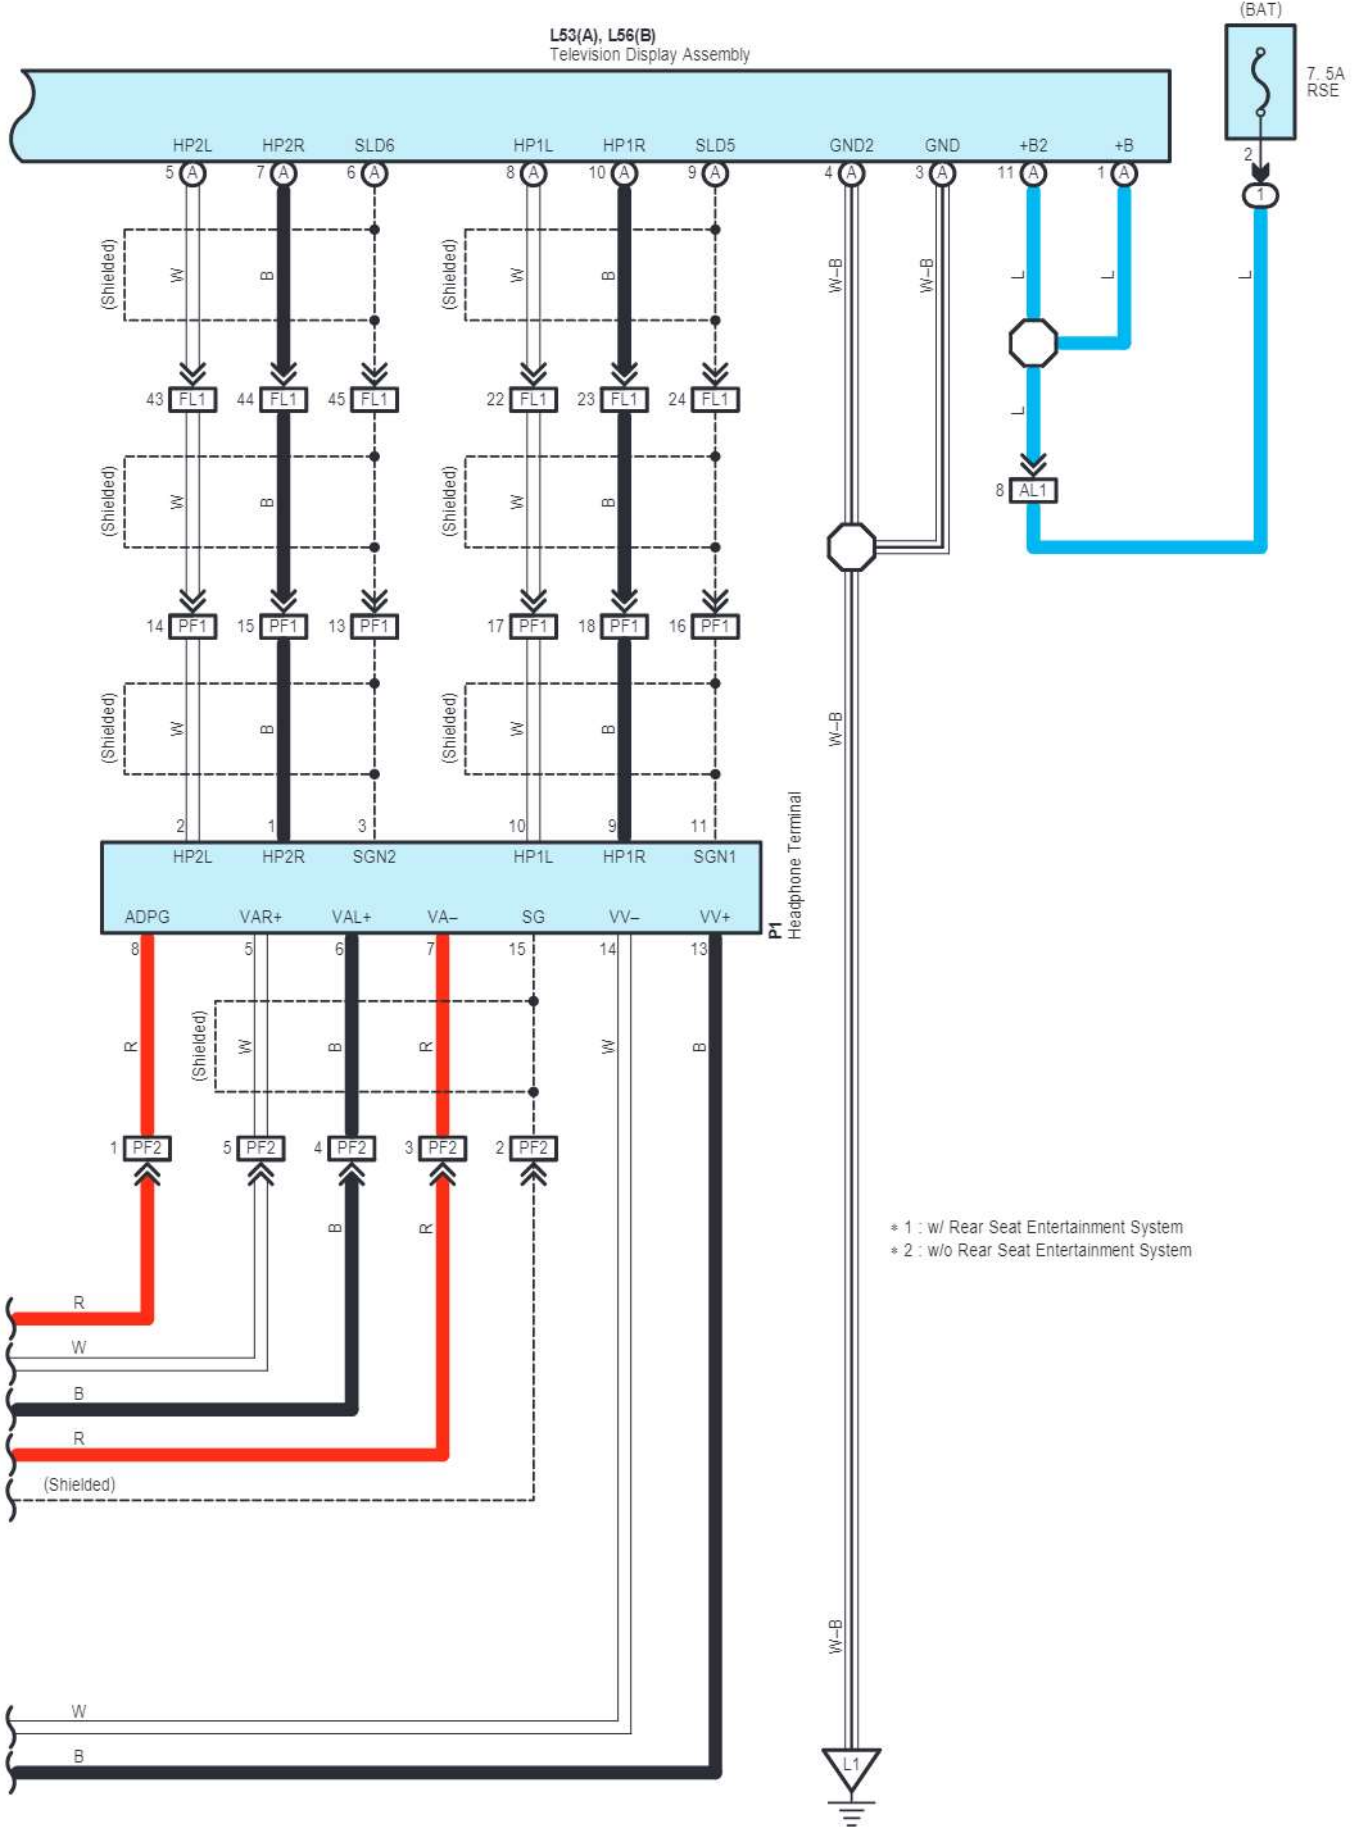 (BAT)
L53(A), L56(B)
Television Display Assembly
7. 5A
RSE
HP2L HP2R SLD6 HP1L HP1R SLD5 GND2 GND +B2 +B
2
5 A 7 A 6 A 8 A 10 A 9 A 4 A 3 A 11 A 1 A
1
(Shielded) W B (Shielded) W B W–B W–B L L L
43 FL1 44 FL1 45 FL1 22 FL1 23 FL1 24 FL1
L
8 AL1
(Shielded) W B (Shielded) W B
14 PF1 15 PF1 13 PF1 17 PF1 18 PF1 16 PF1
(Shielded) W B (Shielded) W B W–B
2 1 3 10 9 11
HP2L HP2R SGN2 HP1L HP1R SGN1
P1
Headphone Terminal
ADPG VAR+ VAL+ VA– SG VV– VV+
8 5 6 7 15 14 13
R (Shielded) W B R W B
1 PF2 5 PF2 4 PF2 3 PF2 2 PF2
B R
* 1 : w/ Rear Seat Entertainment System
* 2 : w/o Rear Seat Entertainment System
R
W
B
R
(Shielded)
W–B
W
B
L1